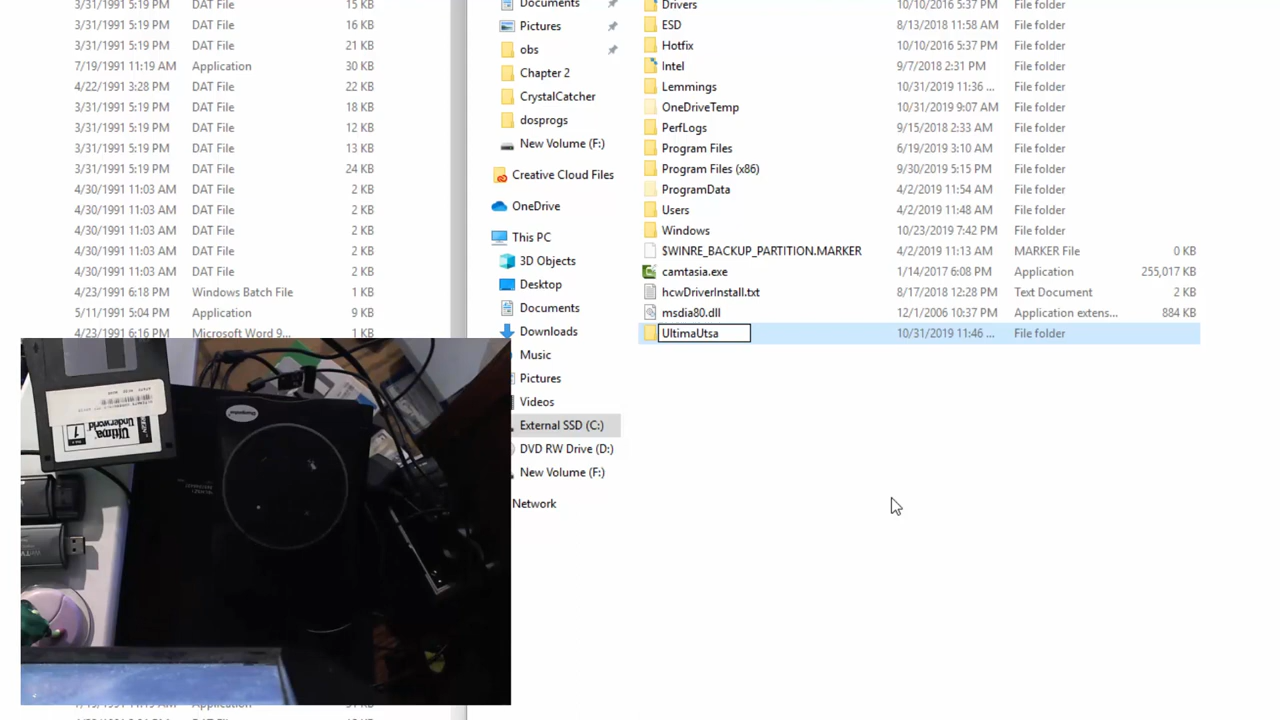 3/31/1991 5:19 PM DAT File 15 KB
3/31/1991 5:19 PM DAT File 16 KB
3/31/1991 5:19 PM DAT File 21 KB
7/19/1991 11:19 AM Application 30 KB
4/22/1991 3:28 PM DAT File 22 KB
3/31/1991 5:19 PM DAT File 18 KB
3/31/1991 5:19 PM DAT File 12 KB
3/31/1991 5:19 PM DAT File 13 KB
3/31/1991 5:19 PM DAT File 24 KB
4/30/1991 11:03 AM DAT File 2 KB
4/30/1991 11:03 AM DAT File 2 KB
4/30/1991 11:03 AM DAT File 2 KB
4/30/1991 11:03 AM DAT File 2 KB
4/30/1991 11:03 AM DAT File 2 KB
4/23/1991 6:18 PM Windows Batch File 1 KB
5/11/1991 5:04 PM Application 9 KB
4/23/1991 6:16 PM Microsoft Word 9... 1 KB
DAT File
Documents
Pictures
obs
Chapter 2
CrystalCatcher
dosprogs
New Volume (F:)
Creative Cloud Files
OneDrive
This PC
3D Objects
Desktop
Documents
Downloads
Music
Pictures
Videos
External SSD (C:)
DVD RW Drive (D:)
New Volume (F:)
Network
Drivers 10/10/2016 5:37 PM File folder
ESD 8/13/2018 11:58 AM File folder
Hotfix 10/10/2016 5:37 PM File folder
Intel 9/7/2018 2:31 PM File folder
Lemmings 10/31/2019 11:36 ... File folder
OneDriveTemp 10/31/2019 9:07 AM File folder
PerfLogs 9/15/2018 2:33 AM File folder
Program Files 6/19/2019 3:10 AM File folder
Program Files (x86) 9/30/2019 5:15 PM File folder
ProgramData 4/2/2019 11:54 AM File folder
Users 4/2/2019 11:48 AM File folder
Windows 10/23/2019 7:42 PM File folder
$WINRE_BACKUP_PARTITION.MARKER 4/2/2019 11:13 AM MARKER File 0 KB
camtasia.exe 1/14/2017 6:08 PM Application 255,017 KB
hcwDriverInstall.txt 8/17/2018 12:28 PM Text Document 2 KB
msdia80.dll 12/1/2006 10:37 PM Application extens... 884 KB
UltimaUtsa 10/31/2019 11:46 ... File folder
Ultima
Underworld
1